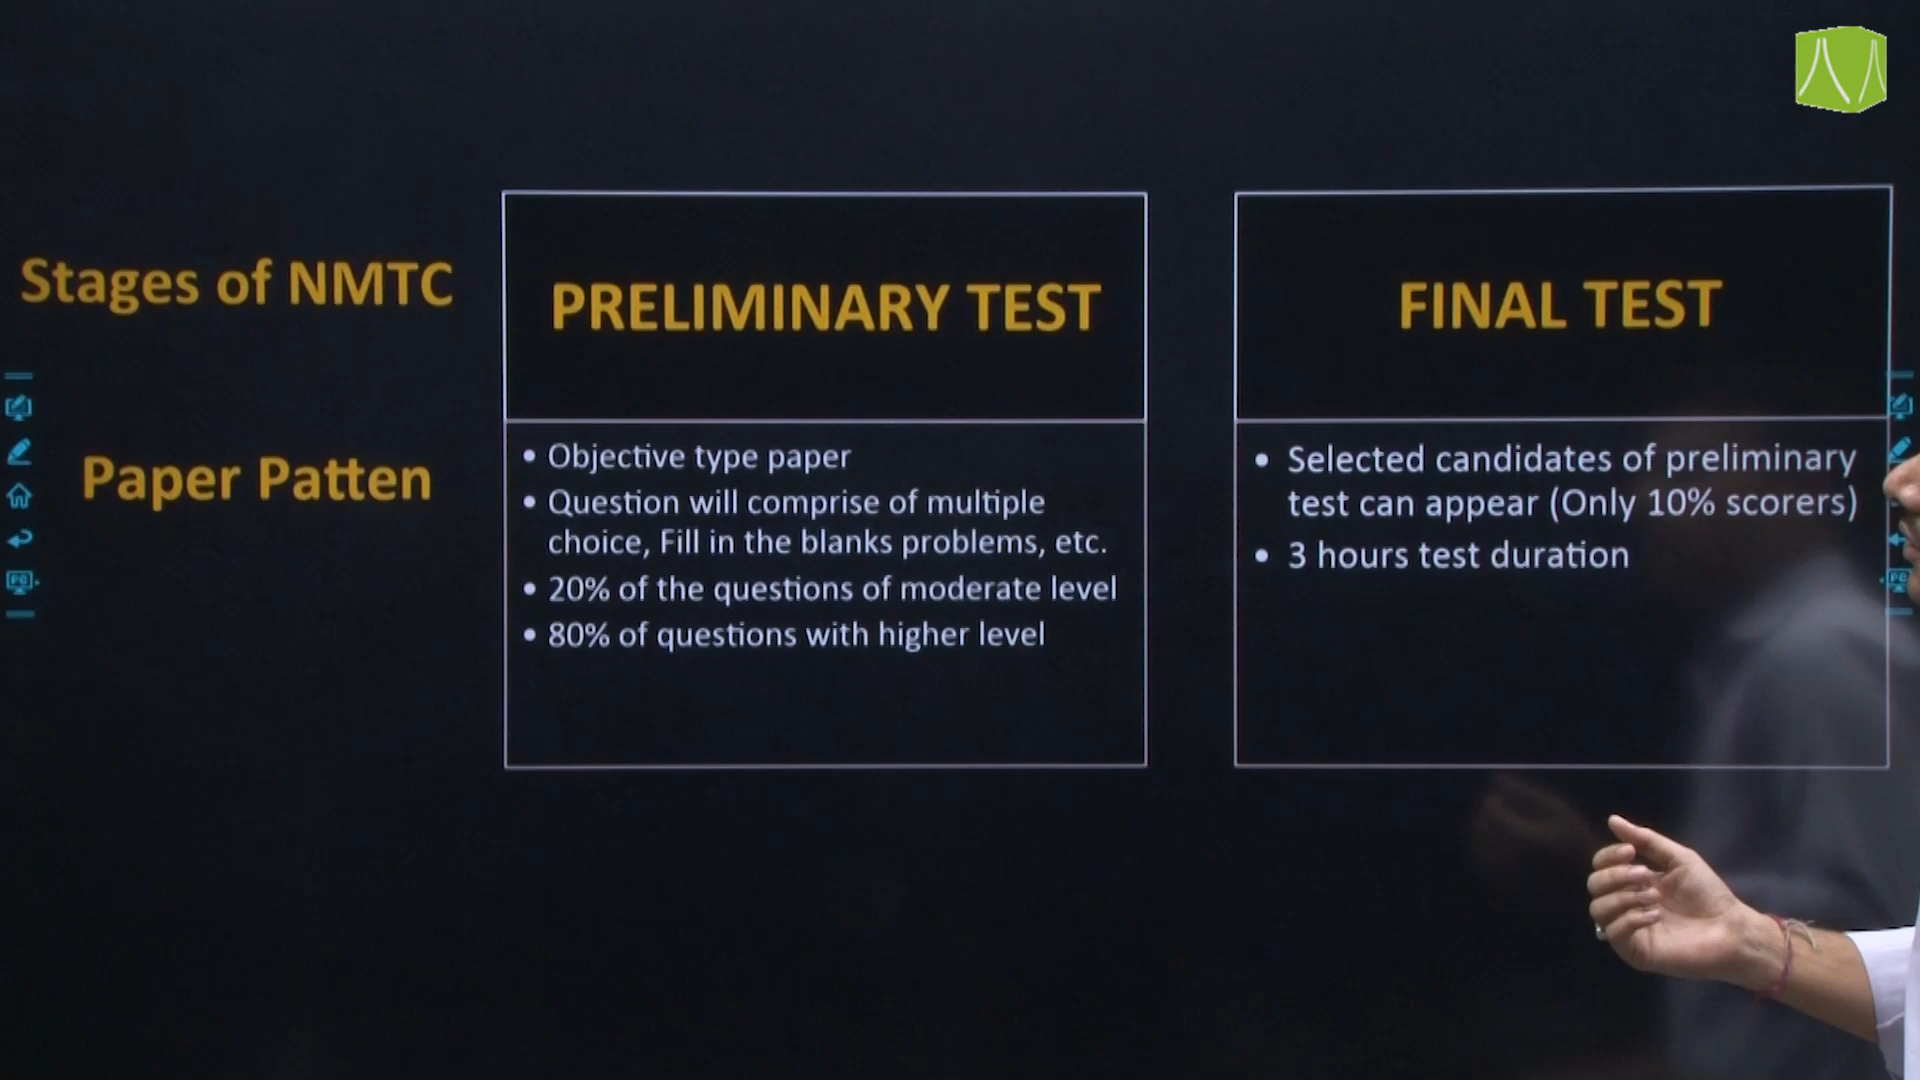 Stages of NMTC
PRELIMINARY TEST
FINAL TEST
Paper Patten
• Objective type paper
• Question will comprise of multiple
choice, Fill in the blanks problems, etc.
• 20% of the questions of moderate level
• 80% of questions with higher level
• Selected candidates of preliminary
test can appear (Only 10% scorers)
• 3 hours test duration
PC
PC